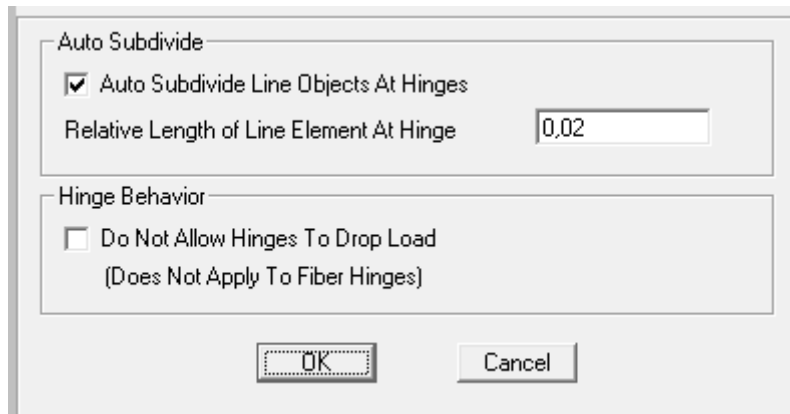 Auto Subdivide
Auto Subdivide Line Objects At Hinges
Relative Length of Line Element At Hinge 0,02
Hinge Behavior
Do Not Allow Hinges To Drop Load
(Does Not Apply To Fiber Hinges)
OK Cancel